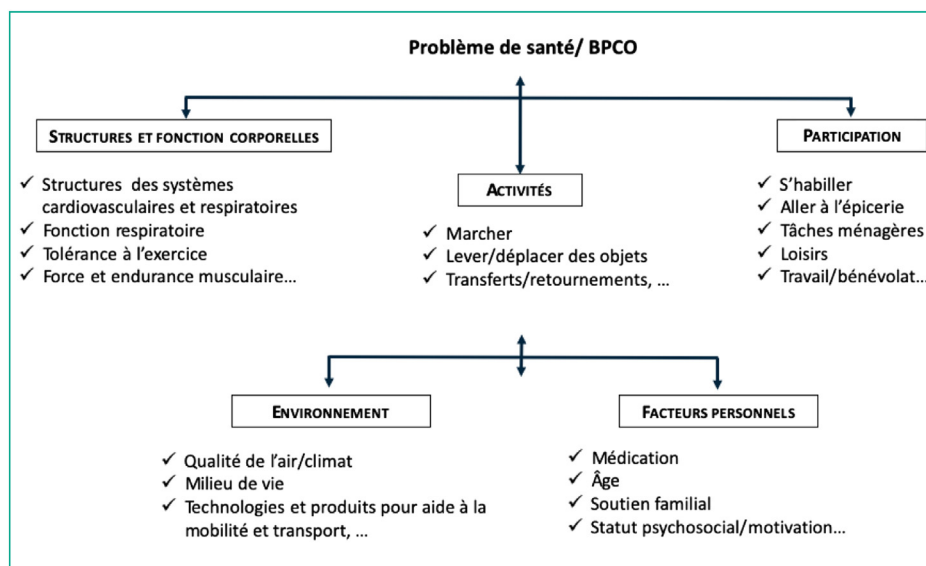 Problème de santé/ BPCO
STRUCTURES ET FONCTION CORPORELLES
✓ Structures des systèmes
cardiovasculaires et respiratoires
✓ Fonction respiratoire
✓ Tolérance à l'exercice
✓ Force et endurance musculaire...
ACTIVITÉS
✓ Marcher
✓ Lever/déplacer des objets
✓ Transferts/retournements, ...
PARTICIPATION
✓ S'habiller
✓ Aller à l'épicerie
✓ Tâches ménagères
✓ Loisirs
✓ Travail/bénévolat...
ENVIRONNEMENT
✓ Qualité de l'air/climat
✓ Milieu de vie
✓ Technologies et produits pour aide à la
mobilité et transport, ...
FACTEURS PERSONNELS
✓ Médication
✓ Âge
✓ Soutien familial
✓ Statut psychosocial/motivation...